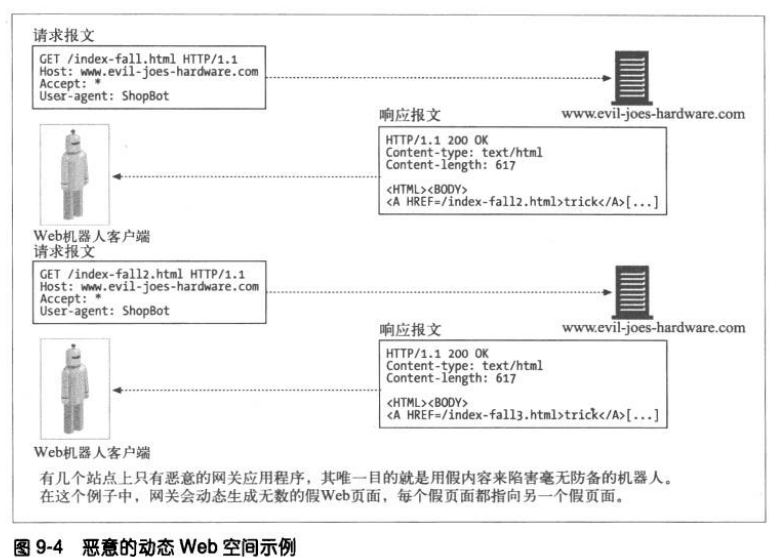 请求报文
GET /index-fall.html HTTP/1.1
Host: www.evil-joes-hardware.com
Accept: *
User-agent: ShopBot
www.evil-joes-hardware.com
响应报文
HTTP/1.1 200 OK
Content-type: text/html
Content-length: 617
<HTML><BODY>
<A HREF=/index-fall2.html>trick</A>[...]
Web机器人客户端
请求报文
GET /index-fall2.html HTTP/1.1
Host: www.evil-joes-hardware.com
Accept: *
User-agent: ShopBot
www.evil-joes-hardware.com
响应报文
HTTP/1.1 200 OK
Content-type: text/html
Content-length: 617
<HTML><BODY>
<A HREF=/index-fall3.html>trick</A>[...]
Web机器人客户端
有几个站点上只有恶意的网关应用程序，其唯一目的就是用假内容来陷害毫无防备的机器人。
在这个例子中，网关会动态生成无数的假Web页面，每个假页面都指向另一个假页面。
图 9-4 恶意的动态 Web 空间示例